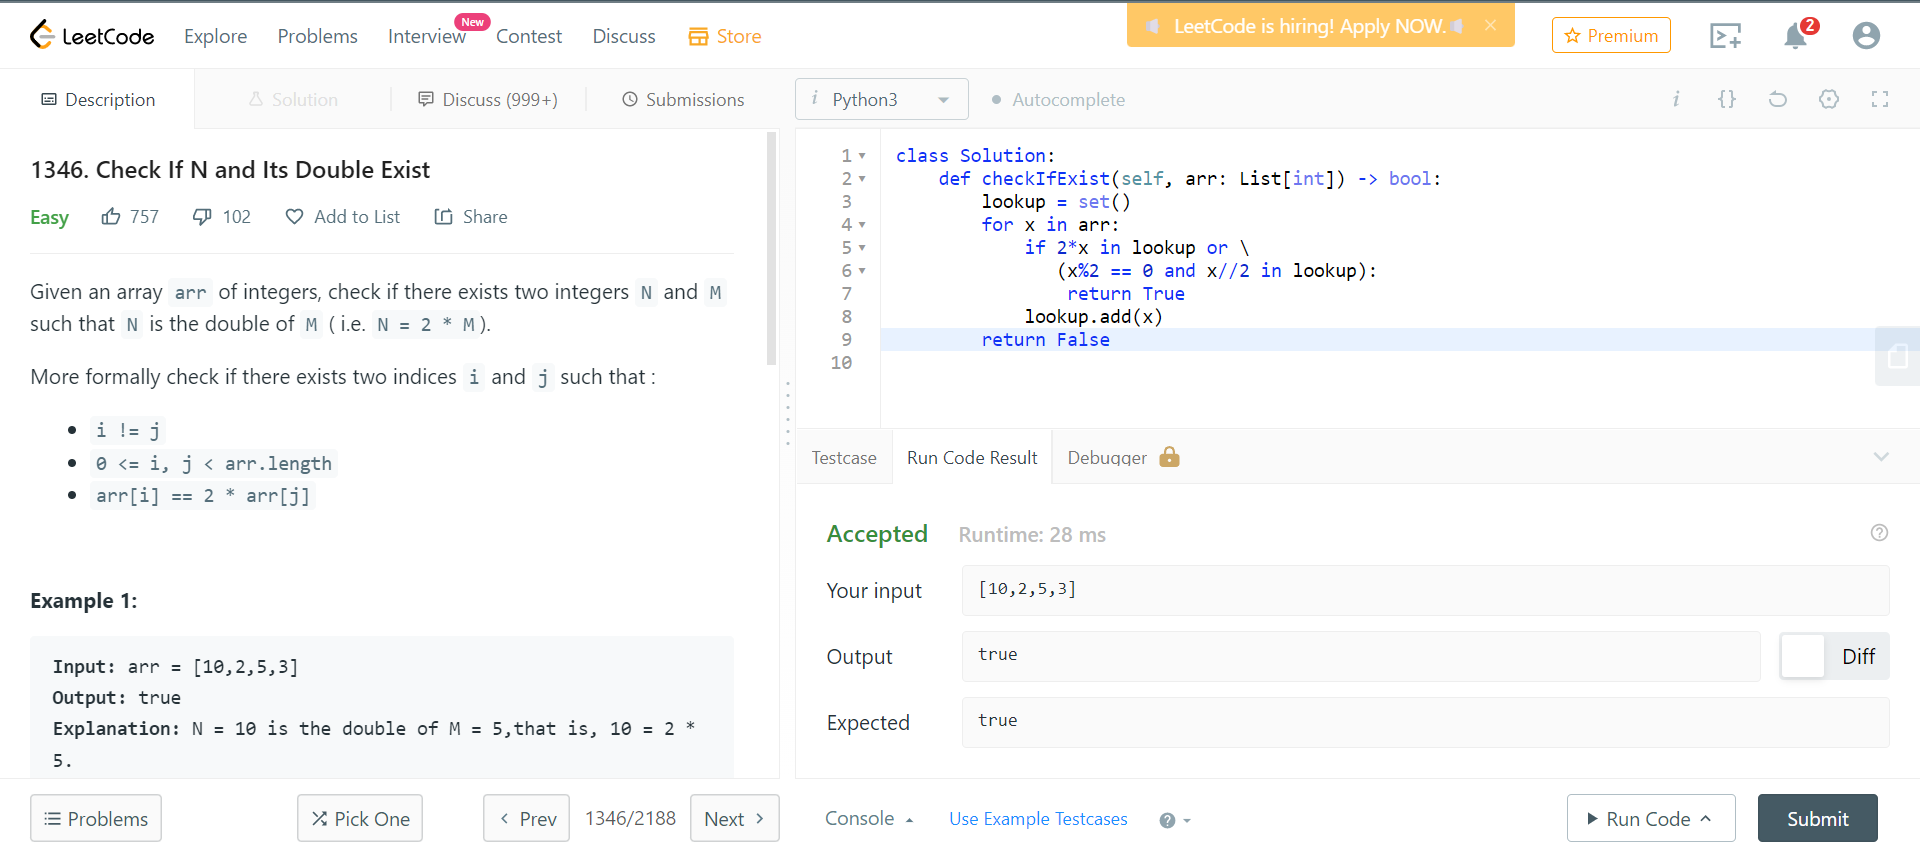 LeetCode
Explore
Problems
Interview
New
Contest
Discuss
Store
LeetCode is hiring! Apply NOW.
Premium
2
Description
Solution
Discuss (999+)
Submissions
i Python3
Autocomplete
i {}
1346. Check If N and Its Double Exist
Easy 757 102 Add to List Share
Given an array arr of integers, check if there exists two integers N and M
such that N is the double of M ( i.e. N = 2 * M).
More formally check if there exists two indices i and j such that :
i != j
0 <= i, j < arr.length
arr[i] == 2 * arr[j]
Example 1:
Input: arr = [10,2,5,3]
Output: true
Explanation: N = 10 is the double of M = 5,that is, 10 = 2 *
5.
Problems
Pick One
Prev
1346/2188
Next
1 class Solution:
2     def checkIfExist(self, arr: List[int]) -> bool:
3         lookup = set()
4         for x in arr:
5             if 2*x in lookup or \
6                (x%2 == 0 and x//2 in lookup):
7                 return True
8             lookup.add(x)
9         return False
10
Testcase
Run Code Result
Debugger
Accepted Runtime: 28 ms
Your input [10,2,5,3]
Output true Diff
Expected true
Console
Use Example Testcases
Run Code
Submit